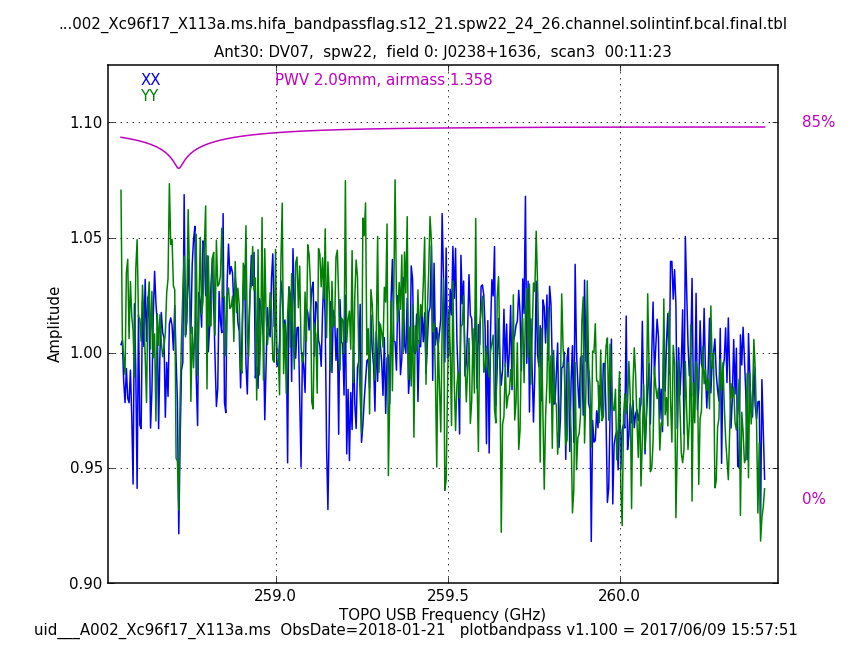 ...002_Xc96f17_X113a.ms.hifa_bandpassflag.s12_21.spw22_24_26.channel.solintinf.bcal.final.tbl
Ant30: DV07,  spw22,  field 0: J0238+1636,  scan3  00:11:23
XX
PWV 2.09mm, airmass 1.358
YY
1.10
85%
1.05
Amplitude
1.00
0.95
0%
0.90
259.0
259.5
260.0
TOPO USB Frequency (GHz)
uid___A002_Xc96f17_X113a.ms  ObsDate=2018-01-21   plotbandpass v1.100 = 2017/06/09 15:57:51